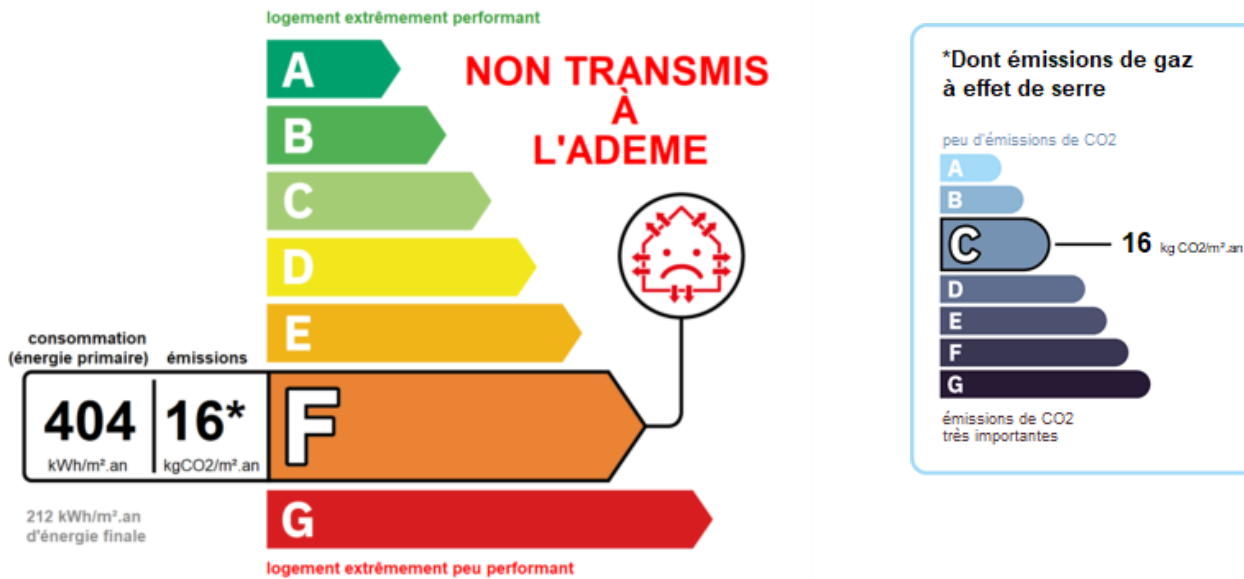 logement extrêmement performant
A
B
C
D
E
F
G
NON TRANSMIS
À
L'ADEME
consommation
(énergie primaire)
émissions
404
kWh/m².an
16*
kgCO2/m².an
212 kWh/m².an
d'énergie finale
logement extrêmement peu performant
*Dont émissions de gaz
à effet de serre
peu d'émissions de CO2
A
B
C
16 kg CO2/m².an
D
E
F
G
émissions de CO2
très importantes